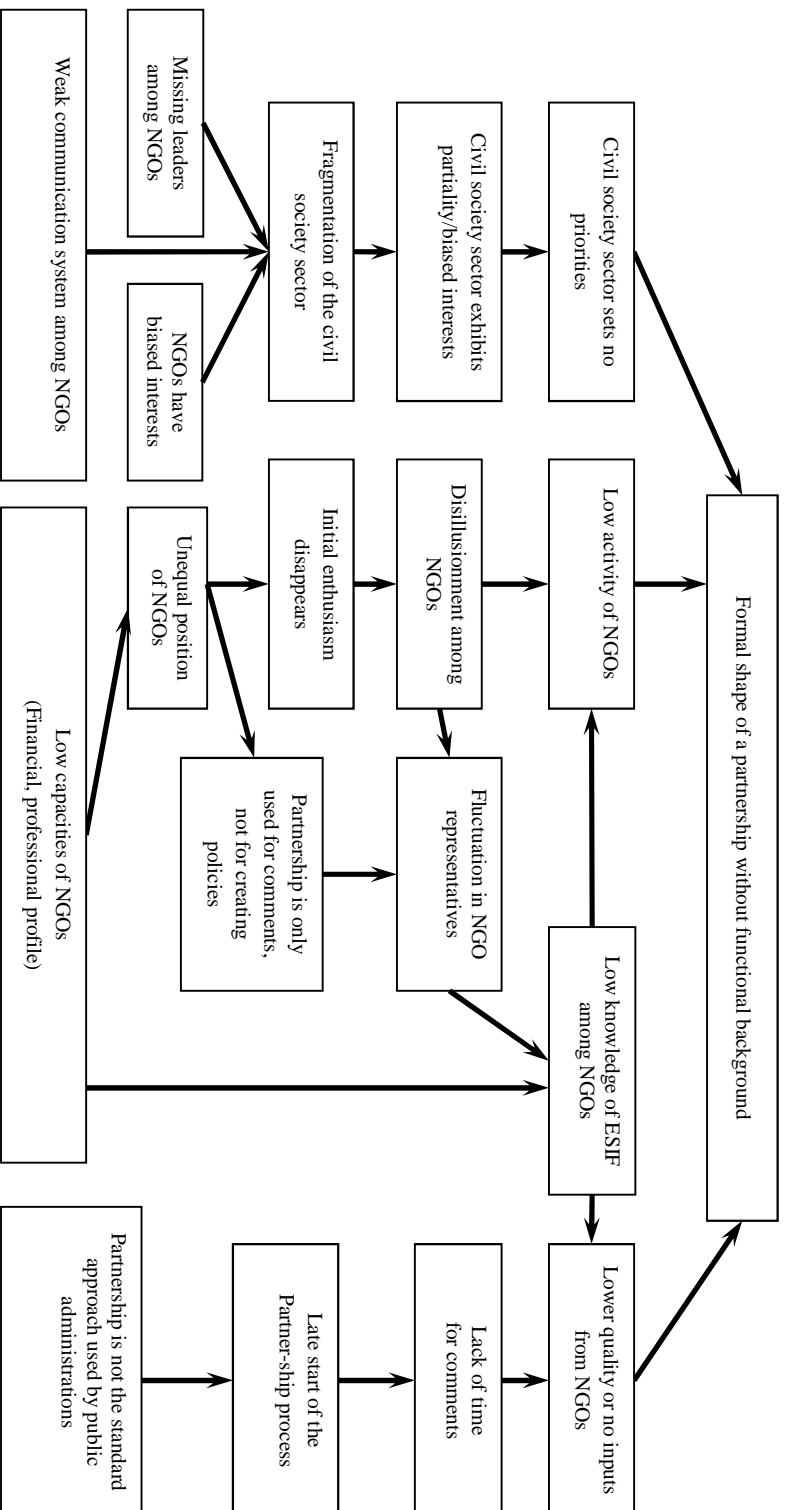 Formal shape of a partnership without functional background
Civil society sector sets no
priorities
Low activity of NGOs
Low knowledge of ESIF
among NGOs
Lower quality or no inputs
from NGOs
Civil society sector exhibits
partiality/biased interests
Disillusionment among
NGOs
Fluctuation in NGO
representatives
Lack of time
for comments
Fragmentation of the civil
society sector
Initial enthusiasm
disappears
Partnership is only
used for comments,
not for creating
policies
Late start of the
Partner-ship process
Missing leaders
among NGOs
NGOs have
biased interests
Unequal position
of NGOs
Partnership is not the standard
approach used by public
administrations
Weak communication system among NGOs
Low capacities of NGOs
(Financial, professional profile)